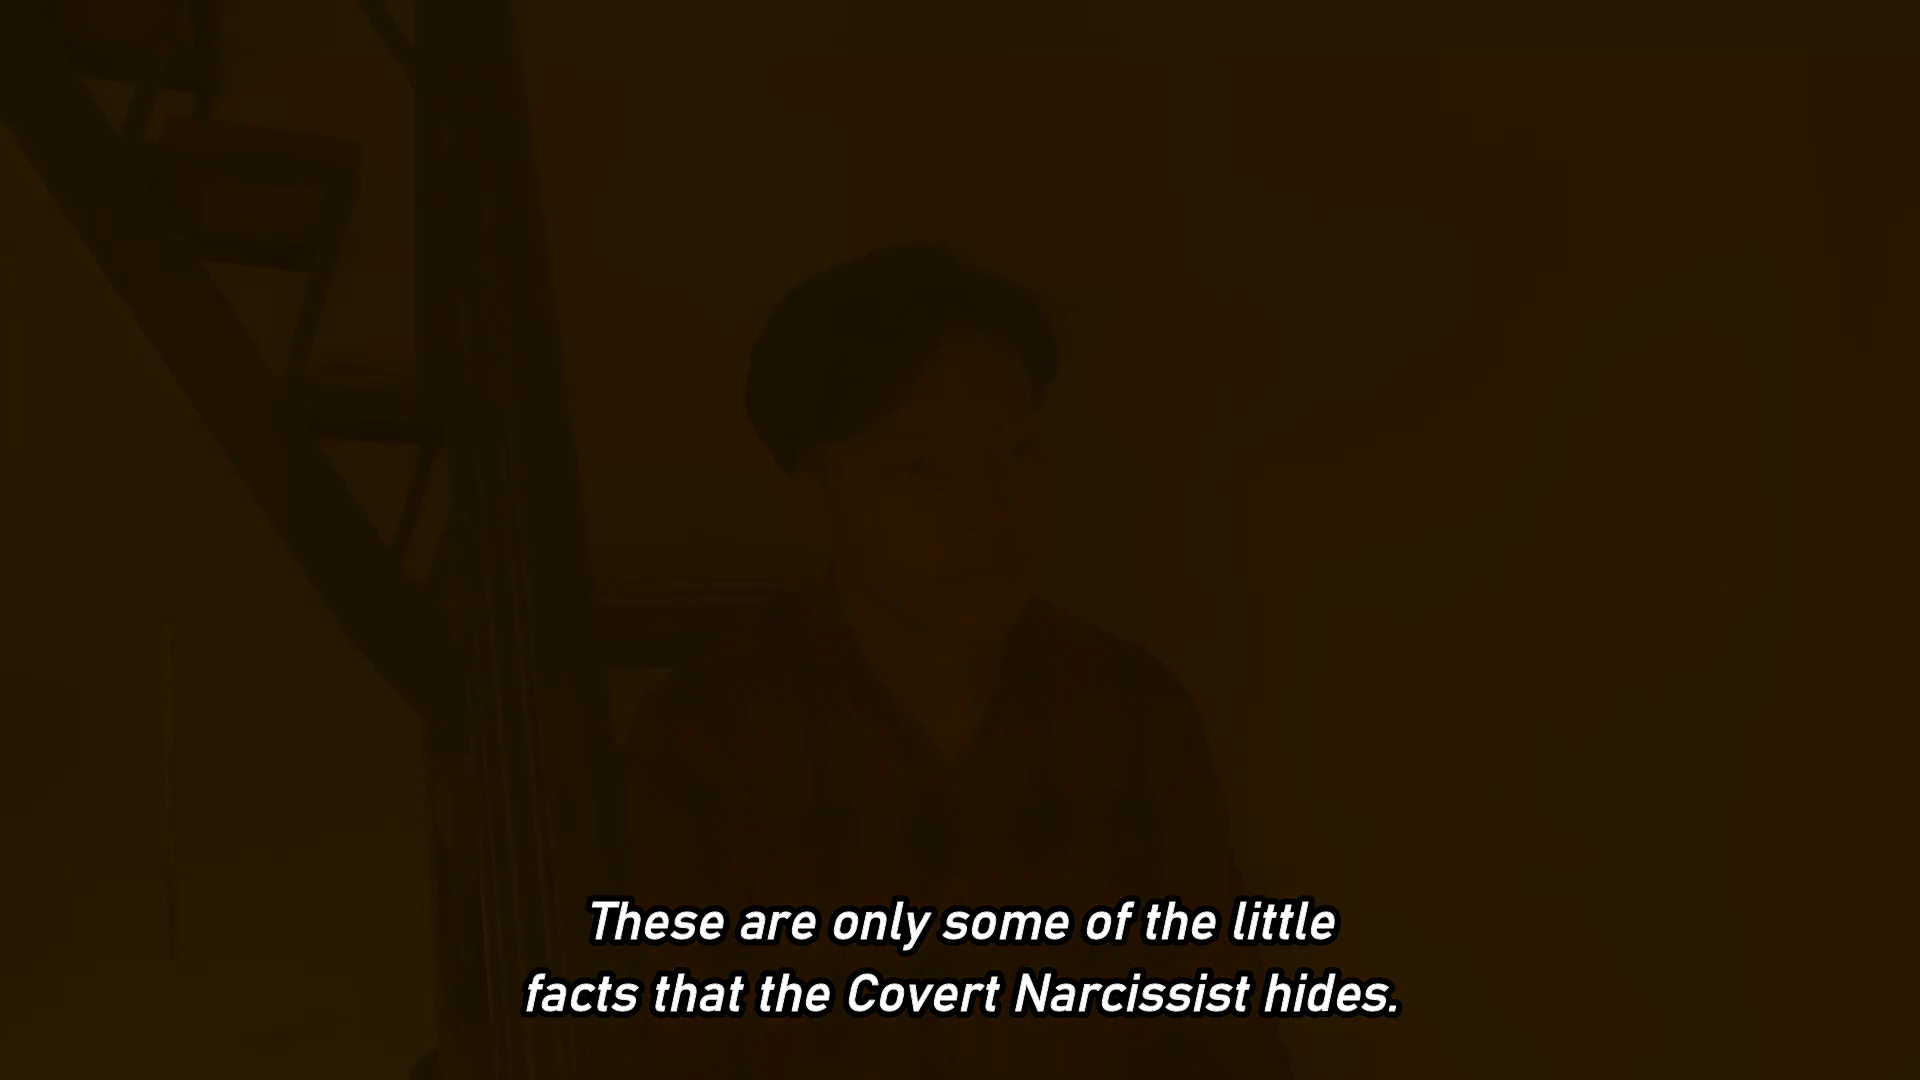 These are only some of the little
facts that the Covert Narcissist hides.